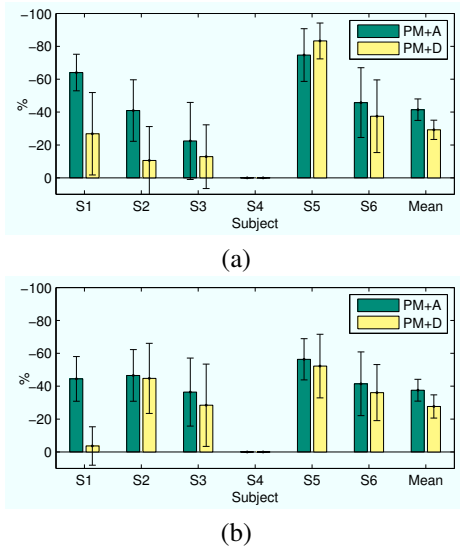 −100
PM+A
PM+D
−80
−60
%
−40
−20
0
S1 S2 S3 S4 S5 S6 Mean
Subject
(a)
−100
PM+A
PM+D
−80
−60
%
−40
−20
0
S1 S2 S3 S4 S5 S6 Mean
Subject
(b)